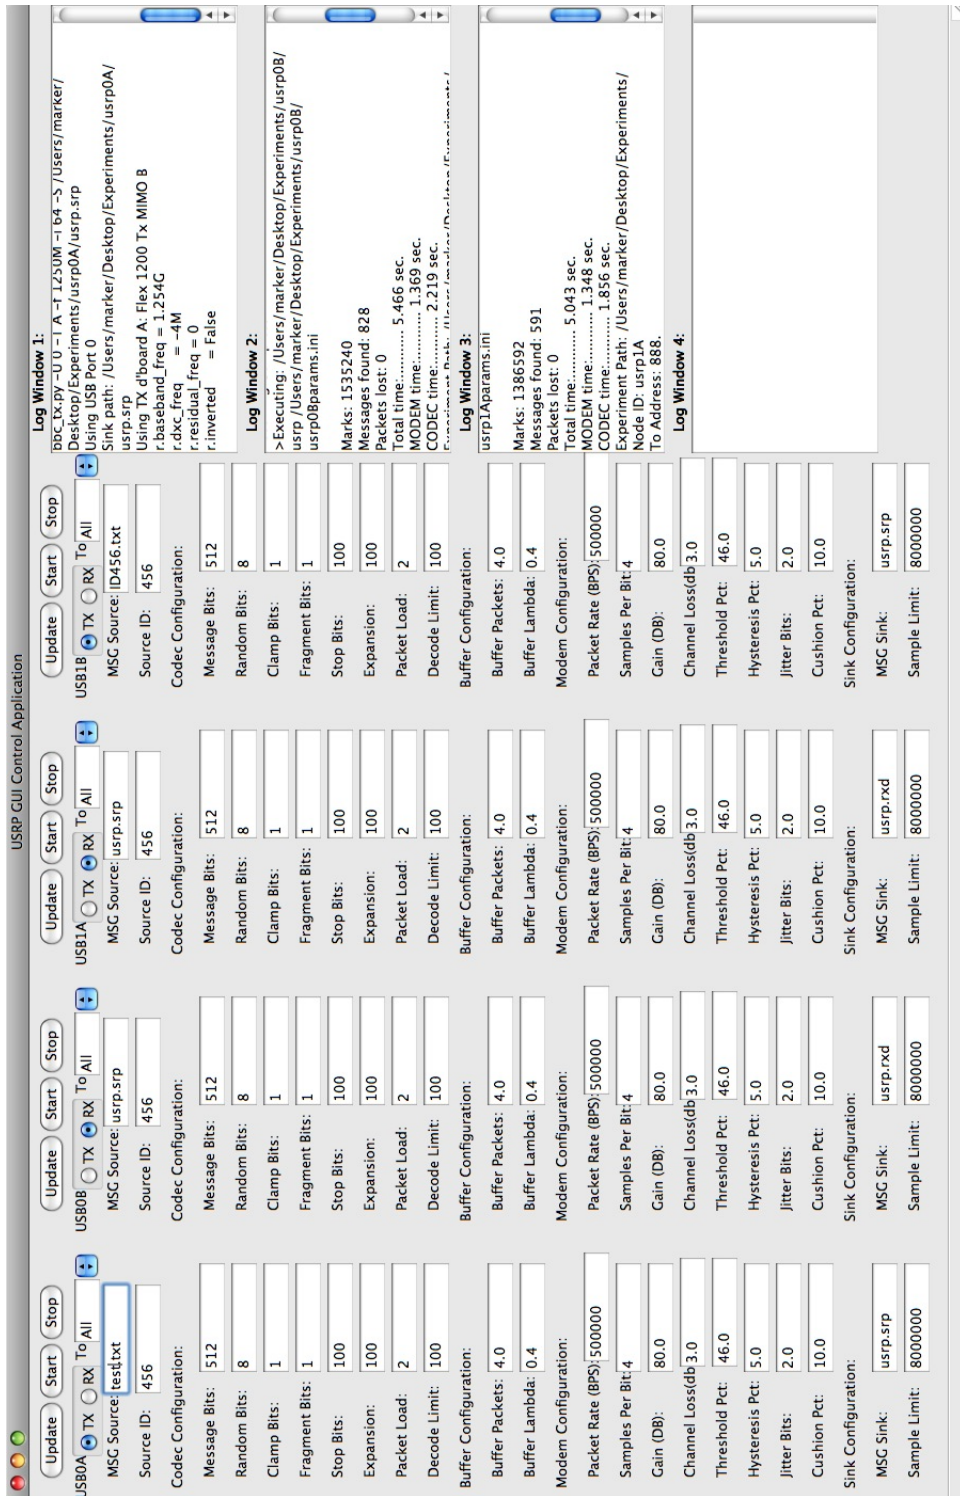 USRP GUI Control Application
Update Start Stop
USB0A TX RX To All
MSG Source: test.txt
Source ID: 456
Codec Configuration:
Message Bits: 512
Random Bits: 8
Clamp Bits: 1
Fragment Bits: 1
Stop Bits: 100
Expansion: 100
Packet Load: 2
Decode Limit: 100
Buffer Configuration:
Buffer Packets: 4.0
Buffer Lambda: 0.4
Modem Configuration:
Packet Rate (BPS): 500000
Samples Per Bit: 4
Gain (DB): 80.0
Channel Loss(db 3.0
Threshold Pct: 46.0
Hysteresis Pct: 5.0
Jitter Bits: 2.0
Cushion Pct: 10.0
Sink Configuration:
MSG Sink: usrp.srp
Sample Limit: 8000000
Update Start Stop
USB0B TX RX To All
MSG Source: usrp.srp
Source ID: 456
Codec Configuration:
Message Bits: 512
Random Bits: 8
Clamp Bits: 1
Fragment Bits: 1
Stop Bits: 100
Expansion: 100
Packet Load: 2
Decode Limit: 100
Buffer Configuration:
Buffer Packets: 4.0
Buffer Lambda: 0.4
Modem Configuration:
Packet Rate (BPS): 500000
Samples Per Bit: 4
Gain (DB): 80.0
Channel Loss(db 3.0
Threshold Pct: 46.0
Hysteresis Pct: 5.0
Jitter Bits: 2.0
Cushion Pct: 10.0
Sink Configuration:
MSG Sink: usrp.rxd
Sample Limit: 8000000
Update Start Stop
USB1A TX RX To All
MSG Source: usrp.srp
Source ID: 456
Codec Configuration:
Message Bits: 512
Random Bits: 8
Clamp Bits: 1
Fragment Bits: 1
Stop Bits: 100
Expansion: 100
Packet Load: 2
Decode Limit: 100
Buffer Configuration:
Buffer Packets: 4.0
Buffer Lambda: 0.4
Modem Configuration:
Packet Rate (BPS): 500000
Samples Per Bit: 4
Gain (DB): 80.0
Channel Loss(db 3.0
Threshold Pct: 46.0
Hysteresis Pct: 5.0
Jitter Bits: 2.0
Cushion Pct: 10.0
Sink Configuration:
MSG Sink: usrp.rxd
Sample Limit: 8000000
Update Start Stop
USB1B TX RX To All
MSG Source: ID456.txt
Source ID: 456
Codec Configuration:
Message Bits: 512
Random Bits: 8
Clamp Bits: 1
Fragment Bits: 1
Stop Bits: 100
Expansion: 100
Packet Load: 2
Decode Limit: 100
Buffer Configuration:
Buffer Packets: 4.0
Buffer Lambda: 0.4
Modem Configuration:
Packet Rate (BPS): 500000
Samples Per Bit: 4
Gain (DB): 80.0
Channel Loss(db 3.0
Threshold Pct: 46.0
Hysteresis Pct: 5.0
Jitter Bits: 2.0
Cushion Pct: 10.0
Sink Configuration:
MSG Sink: usrp.srp
Sample Limit: 8000000
Log Window 1:
bbc_tx.py -U 0 -T A -f 1250M -i 64 -S /Users/marker/
Desktop/Experiments/usrp0A/usrp.srp
Using USB Port 0
Sink path: /Users/marker/Desktop/Experiments/usrp0A/
usrp.srp
Using TX d'board A: Flex 1200 Tx MIMO B
r.baseband_freq = 1.254G
r.dxc_freq = -4M
r.residual_freq = 0
r.inverted = False
Log Window 2:
>Executing: /Users/marker/Desktop/Experiments/usrp0B/
usrp /Users/marker/Desktop/Experiments/usrp0B/
usrp0Bparams.ini
Marks: 1535240
Messages found: 828
Packets lost: 0
Total time:.......... 5.466 sec.
MODEM time:.......... 1.369 sec.
CODEC time:.......... 2.219 sec.
Experiment Path: /Users/marker/Desktop/Experiments/
Log Window 3:
usrp1Aparams.ini
Marks: 1386592
Messages found: 591
Packets lost: 0
Total time:.......... 5.043 sec.
MODEM time:.......... 1.348 sec.
CODEC time:.......... 1.856 sec.
Experiment Path: /Users/marker/Desktop/Experiments/
Node ID: usrp1A
To Address: 888.
Log Window 4: